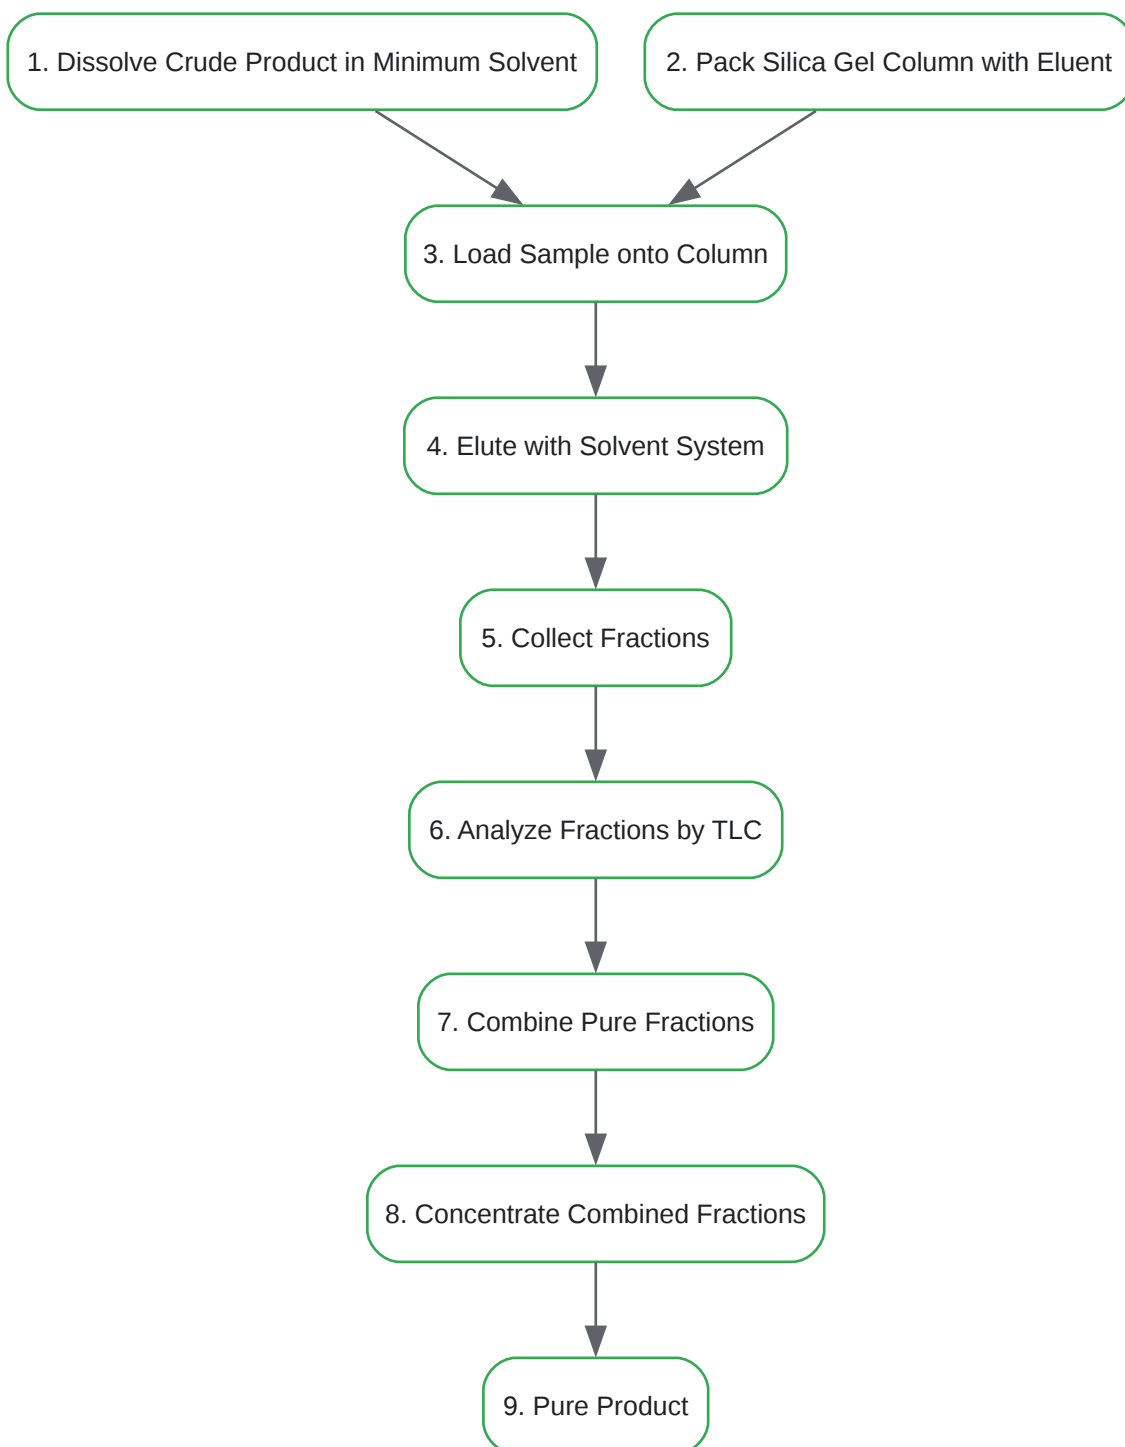 1. Dissolve Crude Product in Minimum Solvent
2. Pack Silica Gel Column with Eluent
3. Load Sample onto Column
4. Elute with Solvent System
5. Collect Fractions
6. Analyze Fractions by TLC
7. Combine Pure Fractions
8. Concentrate Combined Fractions
9. Pure Product